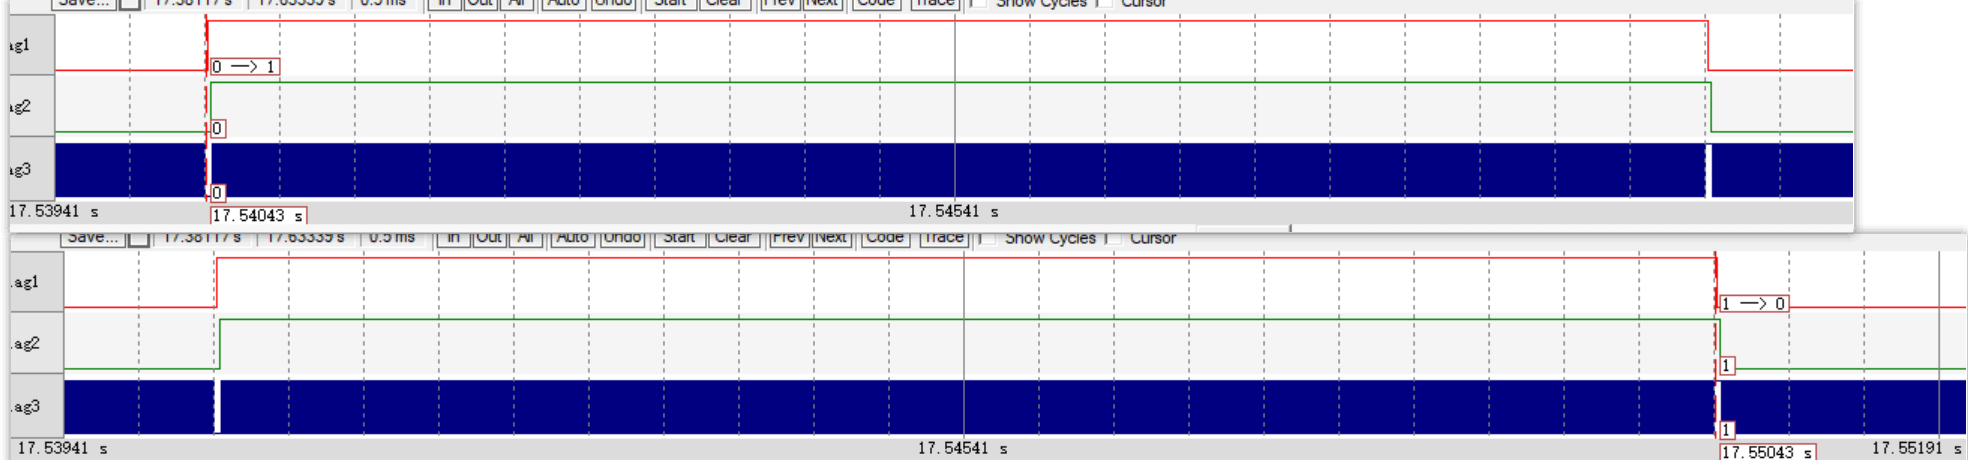 Save... 17.38117 s 17.63339 s 0.5 ms In Out All Auto Undo Start Clear Prev Next Code Trace Show Cycles Cursor
ag1
0 —> 1
ag2
0
ag3
0
17.53941 s 17.54043 s 17.54541 s
Save... 17.38117 s 17.63339 s 0.5 ms In Out All Auto Undo Start Clear Prev Next Code Trace Show Cycles Cursor
.ag1
1 —> 0
.ag2
1
.ag3
1
17.53941 s 17.54541 s 17.55043 s 17.55191 s